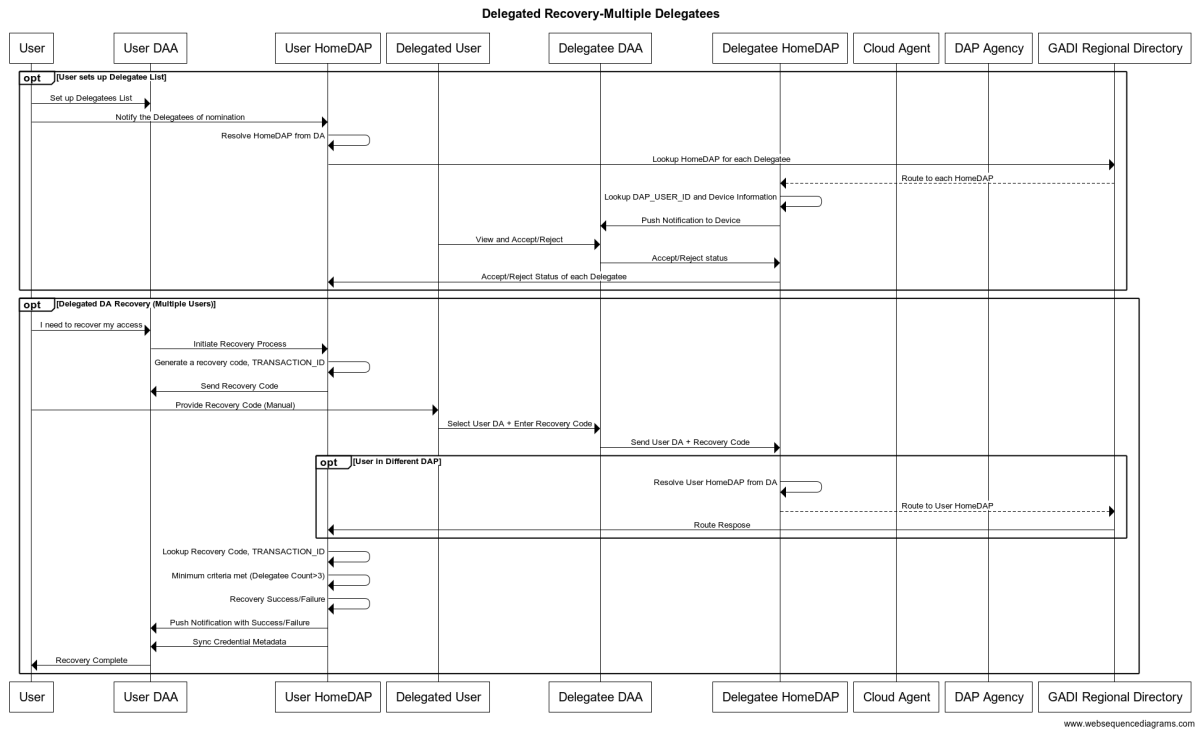 Delegated Recovery-Multiple Delegatees
User
User DAA
User HomeDAP
Delegated User
Delegatee DAA
Delegatee HomeDAP
Cloud Agent
DAP Agency
GADI Regional Directory
opt [User sets up Delegatee List]
Set up Delegatees List
Notify the Delegatees of nomination
Resolve HomeDAP from DA
Lookup HomeDAP for each Delegatee
Route to each HomeDAP
Lookup DAP_USER_ID and Device Information
Push Notification to Device
View and Accept/Reject
Accept/Reject status
Accept/Reject Status of each Delegatee
opt [Delegated DA Recovery (Multiple Users)]
I need to recover my access
Initiate Recovery Process
Generate a recovery code, TRANSACTION_ID
Send Recovery Code
Provide Recovery Code (Manual)
Select User DA + Enter Recovery Code
Send User DA + Recovery Code
opt [User in Different DAP]
Resolve User HomeDAP from DA
Route to User HomeDAP
Route Respose
Lookup Recovery Code, TRANSACTION_ID
Minimum criteria met (Delegatee Count>3)
Recovery Success/Failure
Push Notification with Success/Failure
Sync Credential Metadata
Recovery Complete
User
User DAA
User HomeDAP
Delegated User
Delegatee DAA
Delegatee HomeDAP
Cloud Agent
DAP Agency
GADI Regional Directory
www.websequencediagrams.com